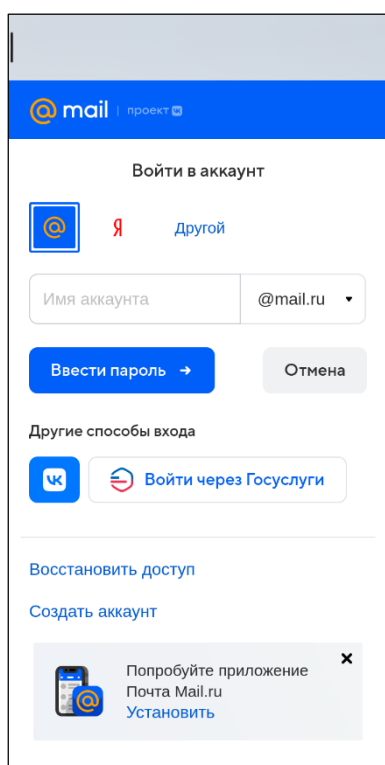 @ mail | проект
Войти в аккаунт
@ Я Другой
Имя аккаунта @mail.ru
Ввести пароль → Отмена
Другие способы входа
Войти через Госуслуги
Восстановить доступ
Создать аккаунт
Попробуйте приложение
Почта Mail.ru
Установить